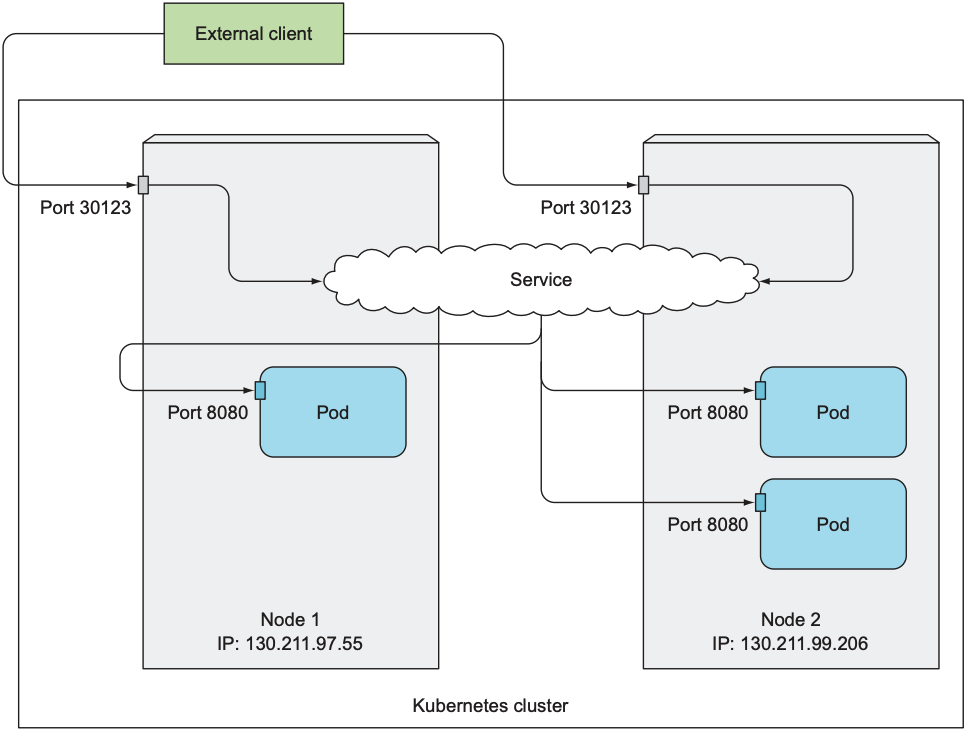 External client
Port 30123
Port 30123
Service
Port 8080
Pod
Port 8080
Pod
Port 8080
Pod
Node 1
IP: 130.211.97.55
Node 2
IP: 130.211.99.206
Kubernetes cluster